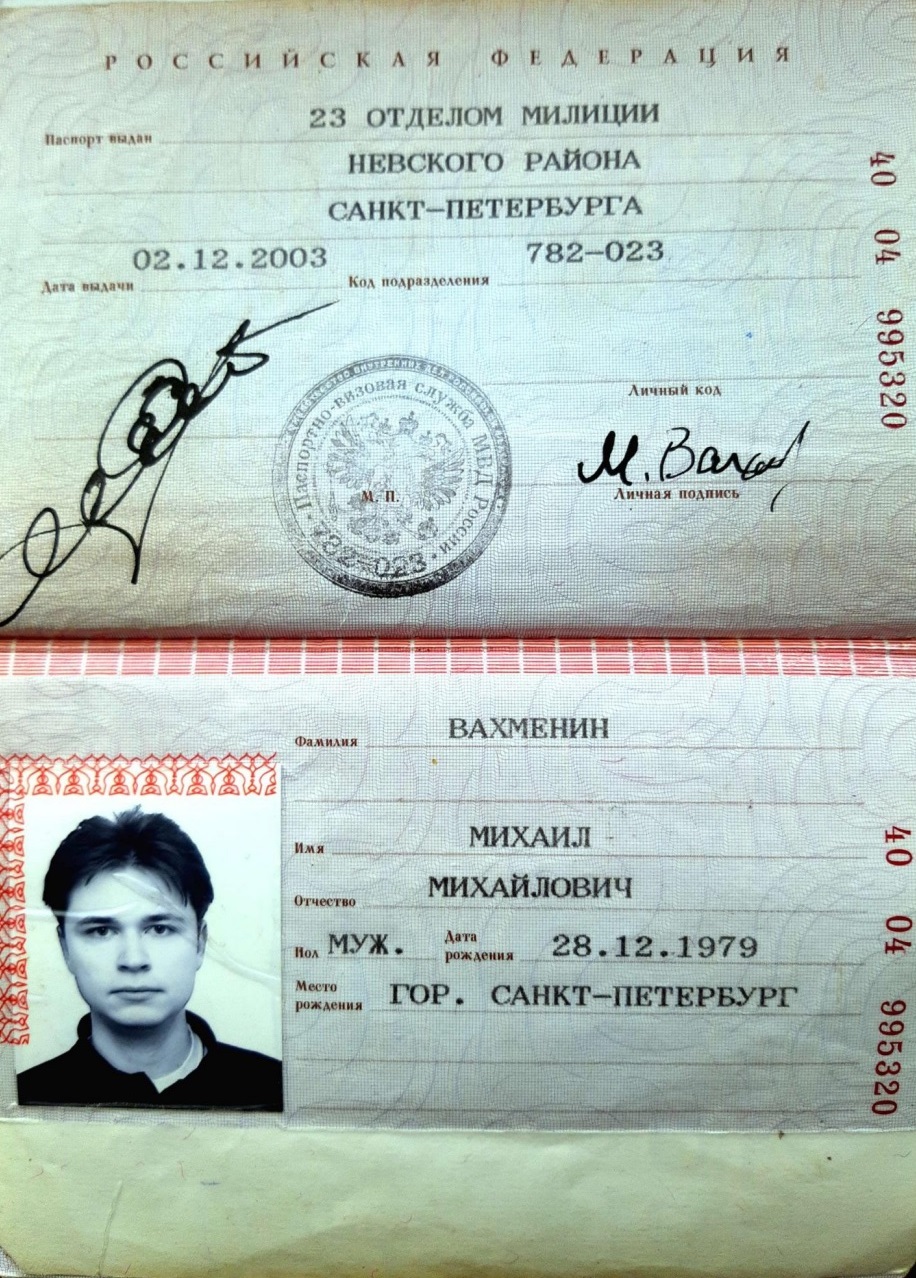 РОССИЙСКАЯ ФЕДЕРАЦИЯ
Паспорт выдан 23 ОТДЕЛОМ МИЛИЦИИ
НЕВСКОГО РАЙОНА
САНКТ-ПЕТЕРБУРГА
Дата выдачи 02.12.2003 Код подразделения 782-023
40 04 995320
Личный код
М. Вах
Личная подпись
Паспортно-визовая служба МВД России
М. П.
782-023
Фамилия ВАХМЕНИН
Имя МИХАИЛ
Отчество МИХАЙЛОВИЧ
Пол МУЖ. Дата рождения 28.12.1979
Место рождения ГОР. САНКТ-ПЕТЕРБУРГ
40 04 995320